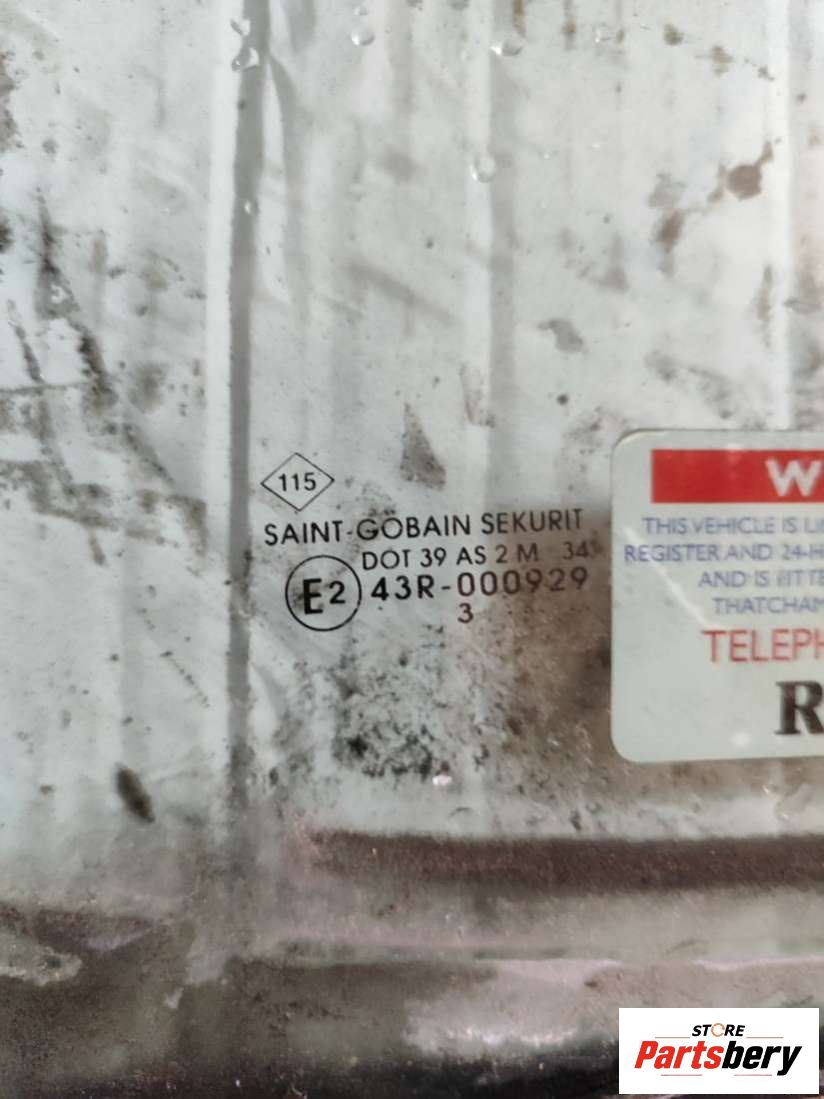 115
SAINT-GOBAIN SEKURIT
DOT 39 AS 2 M 34
E2 43R-000929
3
W
THIS VEHICLE IS
REGISTER AND 24-H
AND IS FITTE
THATCHAM
TELEPH
R
STORE
Partsbery